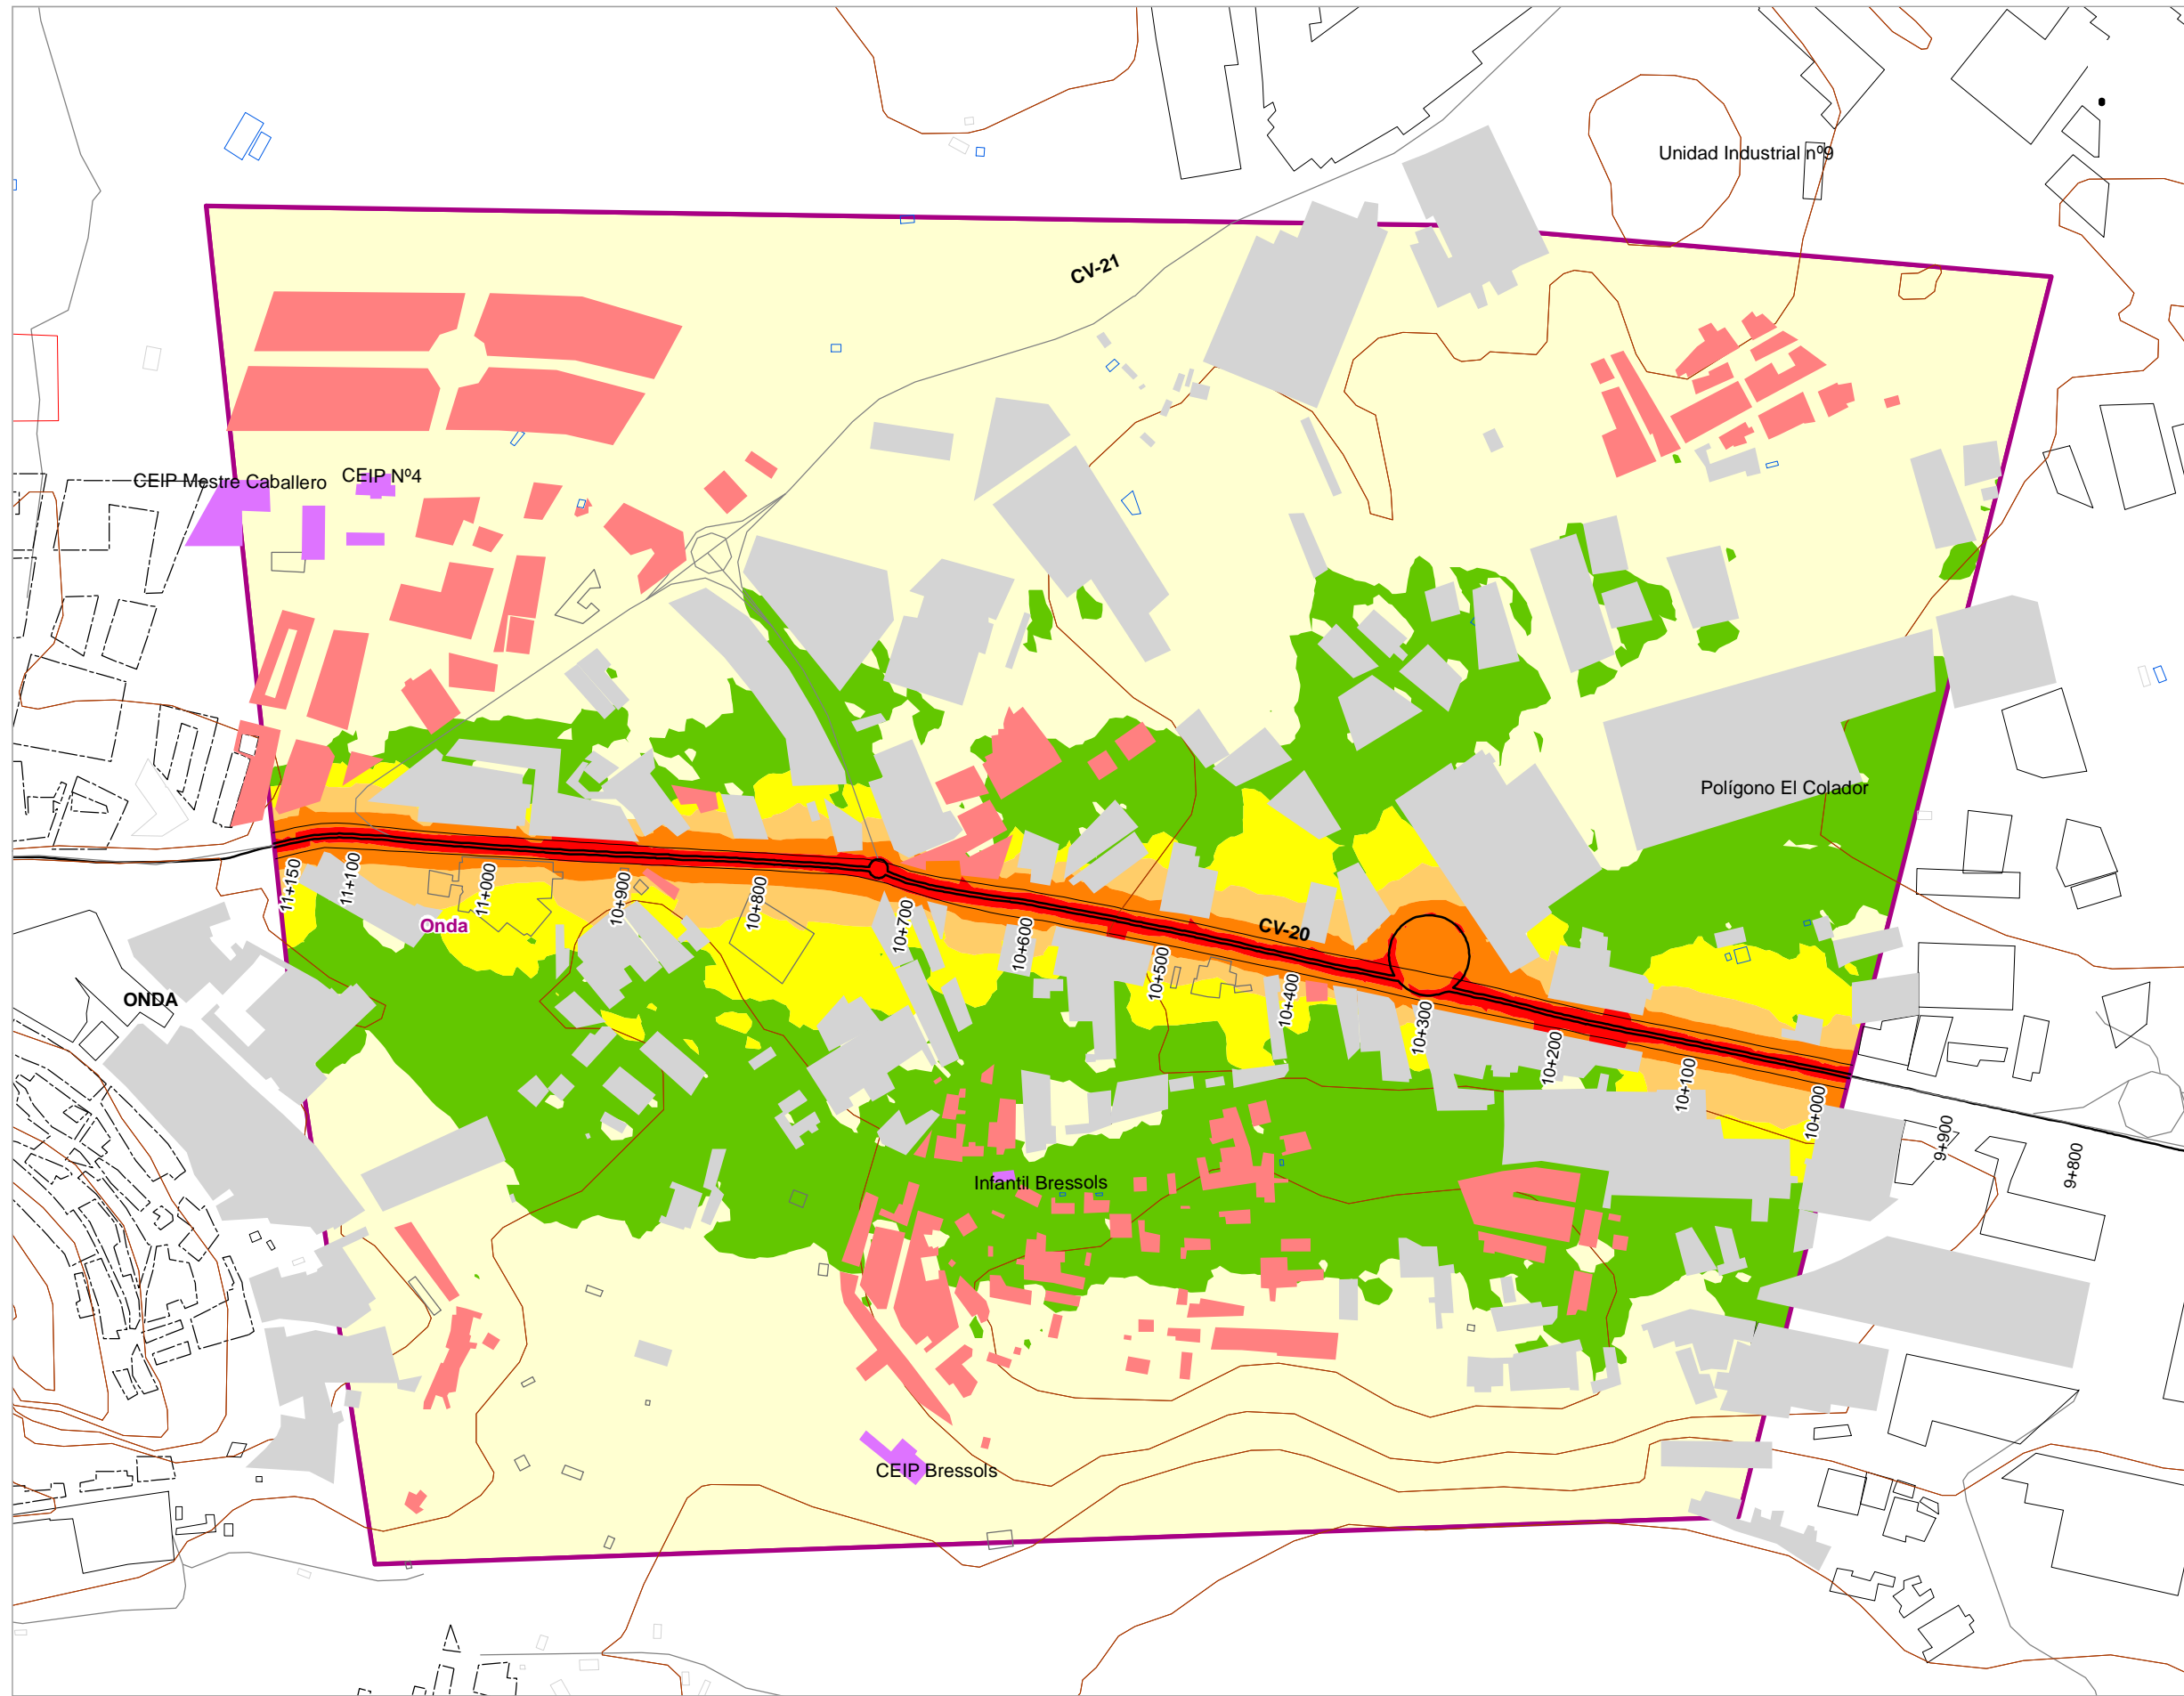 Unidad Industrial nº9
CV-21
CEIP Mestre Caballero
CEIP Nº4
Polígono El Colador
11+150
11+100
11+000
10+900
10+800
10+700
10+600
10+500
10+400
10+300
10+200
10+100
10+000
9+900
9+800
Onda
CV-20
ONDA
Infantil Bressols
CEIP Bressols